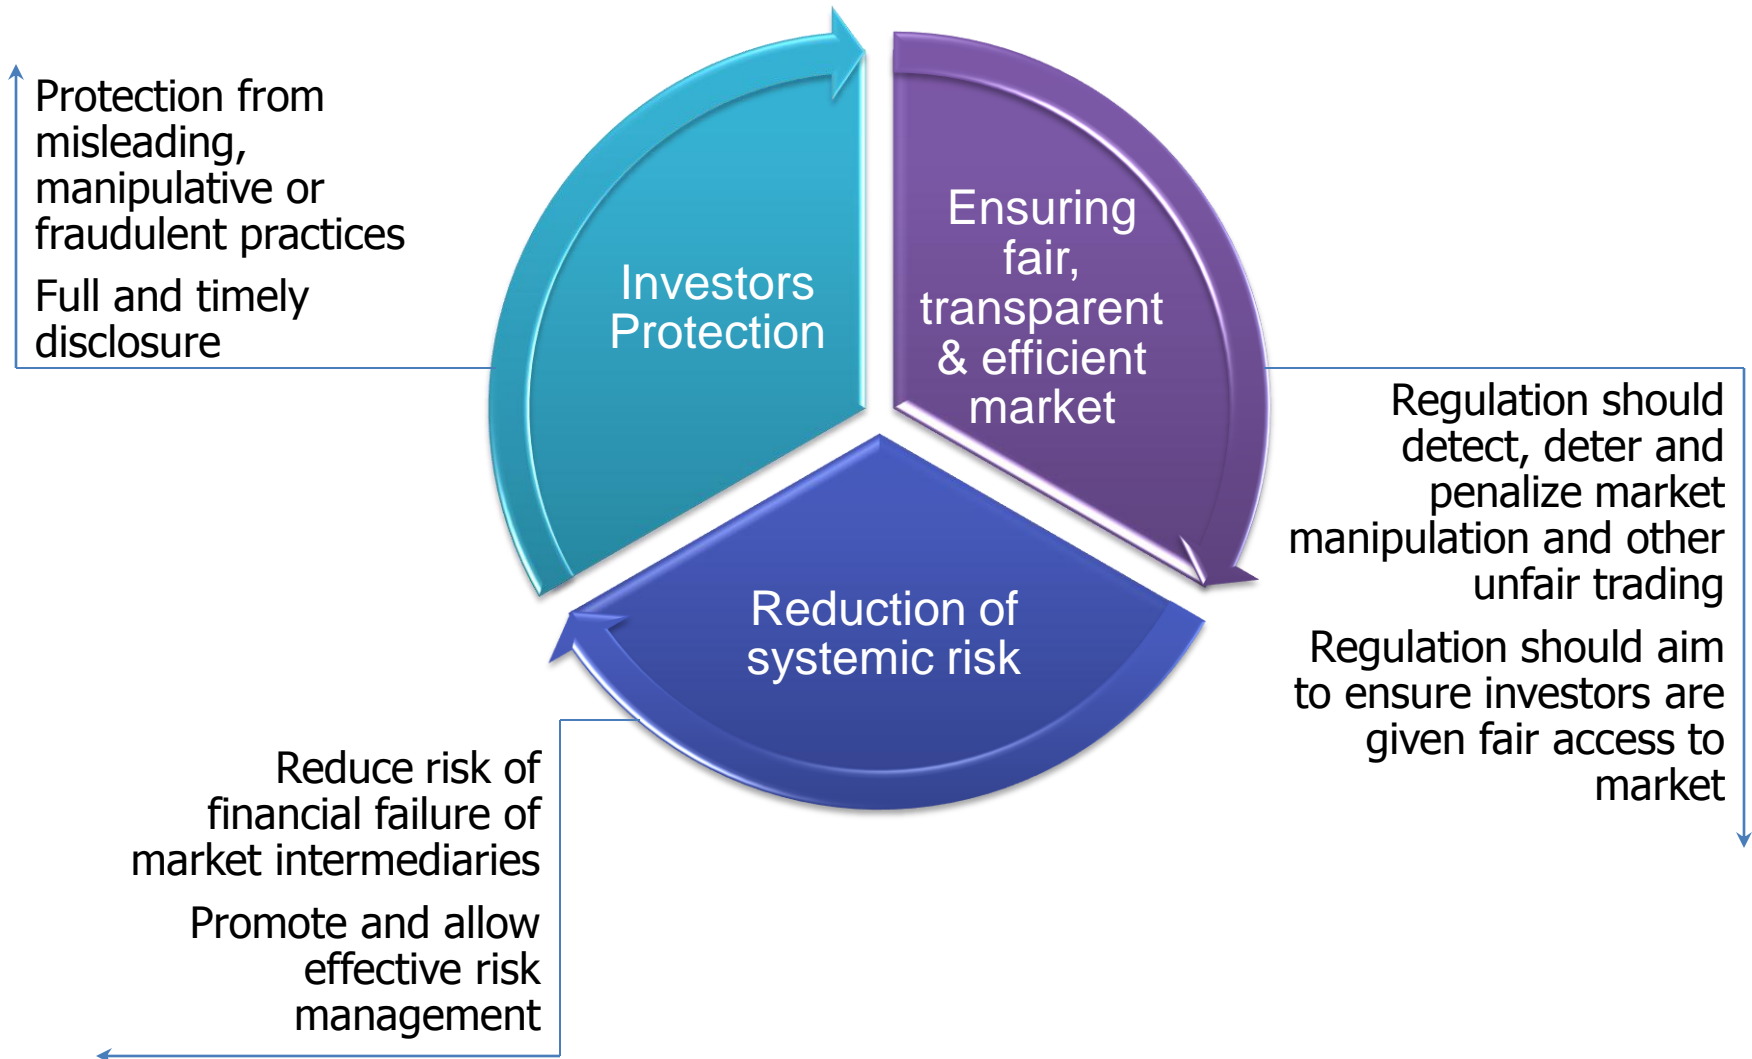 Protection from
misleading,
manipulative or
fraudulent practices
Full and timely
disclosure
Investors
Protection
Ensuring
fair,
transparent
& efficient
market
Regulation should
detect, deter and
penalize market
manipulation and other
unfair trading
Regulation should aim
to ensure investors are
given fair access to
market
Reduction of
systemic risk
Reduce risk of
financial failure of
market intermediaries
Promote and allow
effective risk
management